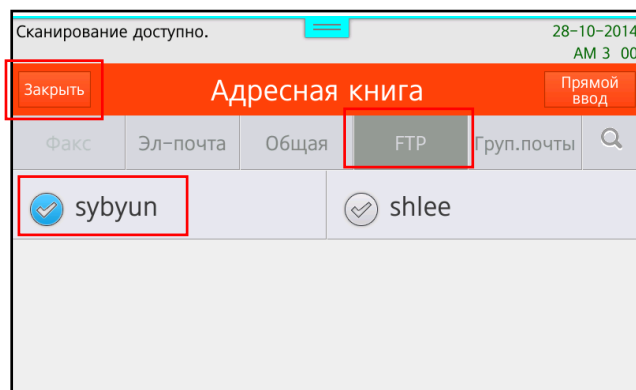 Сканирование доступно.
28-10-2014
AM 3 00
Закрыть
Адресная книга
Прямой
ввод
Факс
Эл-почта
Общая
FTP
Груп.почты
sybyun
shlee